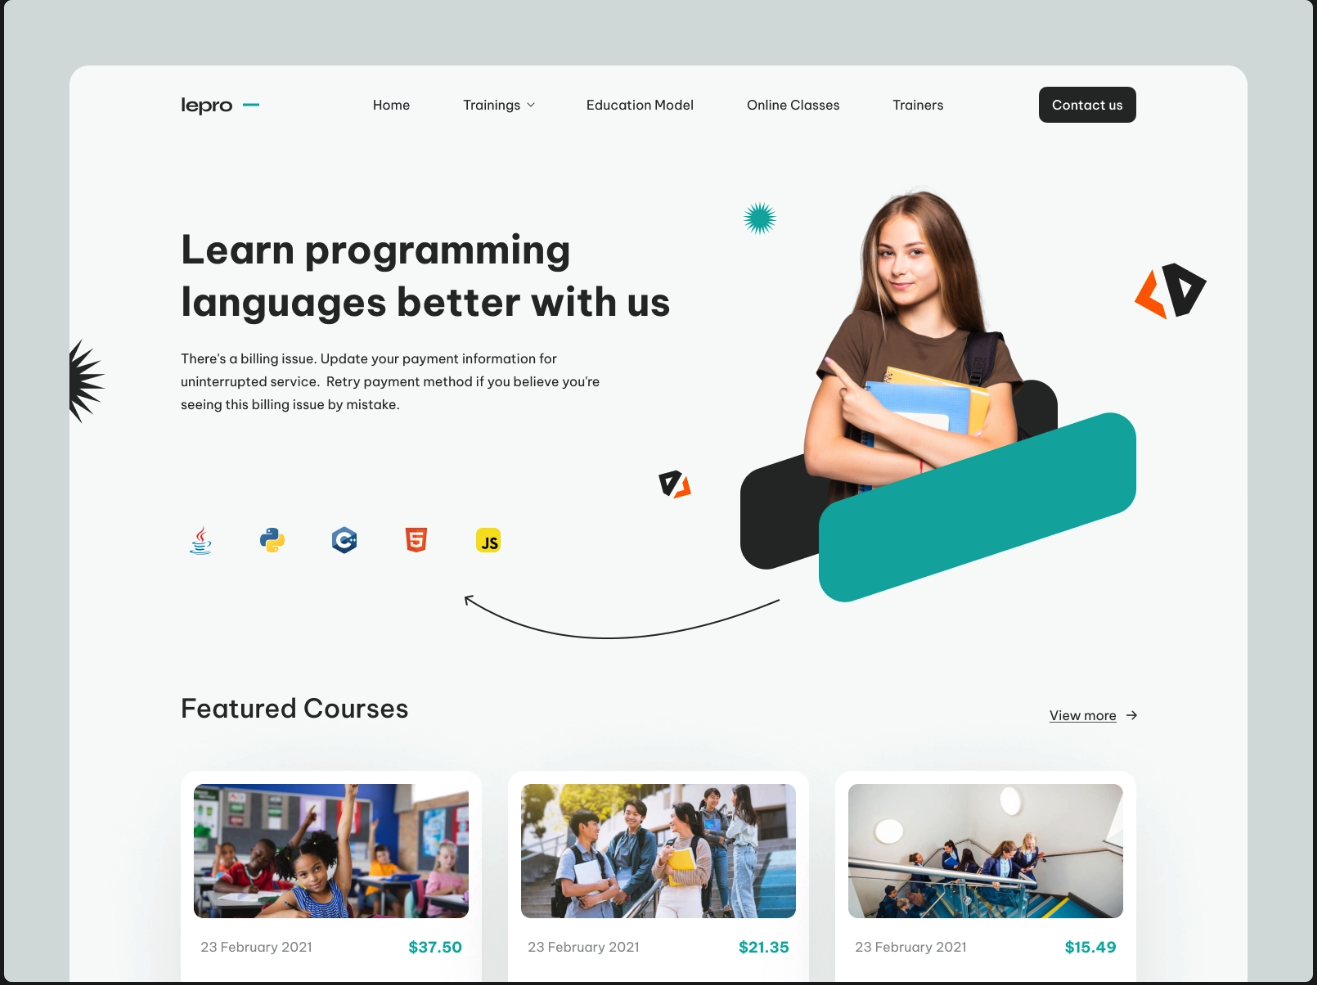 lepro
Home
Trainings
Education Model
Online Classes
Trainers
Contact us
Learn programming
languages better with us
There's a billing issue. Update your payment information for
uninterrupted service.  Retry payment method if you believe you're
seeing this billing issue by mistake.
C++
5
JS
Featured Courses
View more
23 February 2021
$37.50
23 February 2021
$21.35
23 February 2021
$15.49